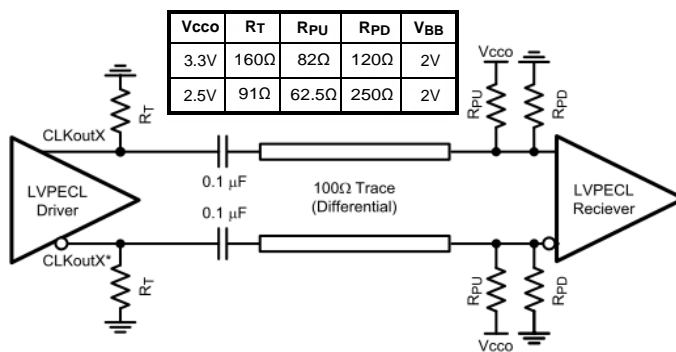 Vcco RT RPU RPD VBB
3.3V 160Ω 82Ω 120Ω 2V
2.5V 91Ω 62.5Ω 250Ω 2V
Vcco
RT
RPU
RPD
CLKoutX
LVPECL
Driver
0.1 µF
0.1 µF
100Ω Trace
(Differential)
LVPECL
Reciever
CLKoutX*
RT
RPU
RPD
Vcco